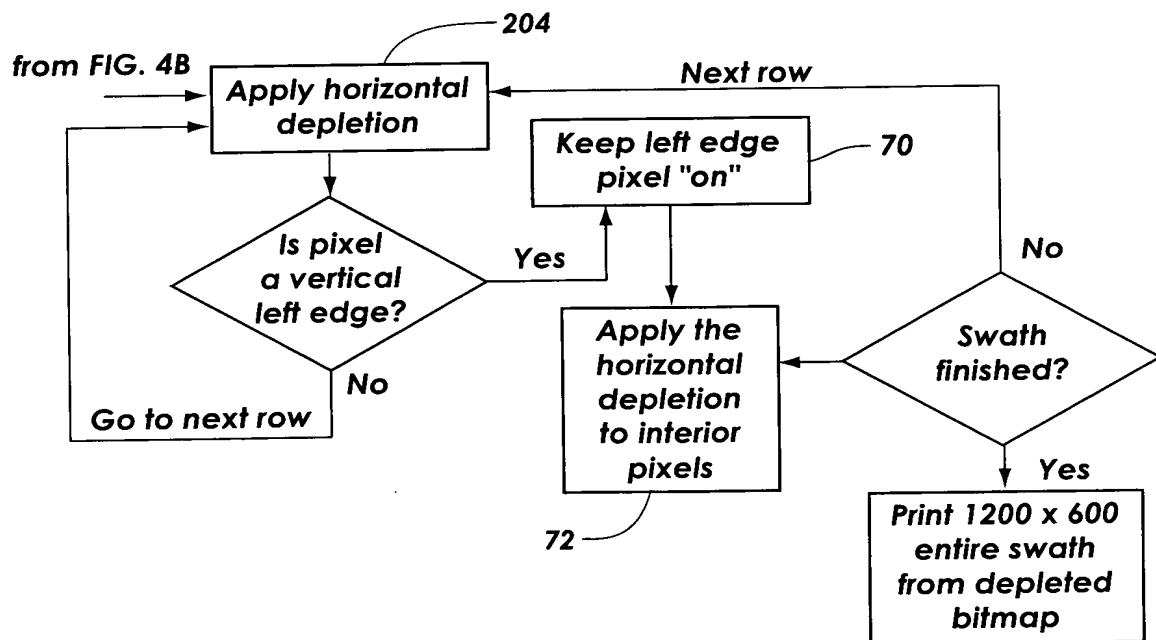 204
from FIG. 4B
Apply horizontal
depletion
Next row
Keep left edge
pixel "on"
70
Is pixel
a vertical
left edge?
Yes
No
Go to next row
Apply the
horizontal
depletion
to interior
pixels
72
No
Swath
finished?
Yes
Print 1200 x 600
entire swath
from depleted
bitmap